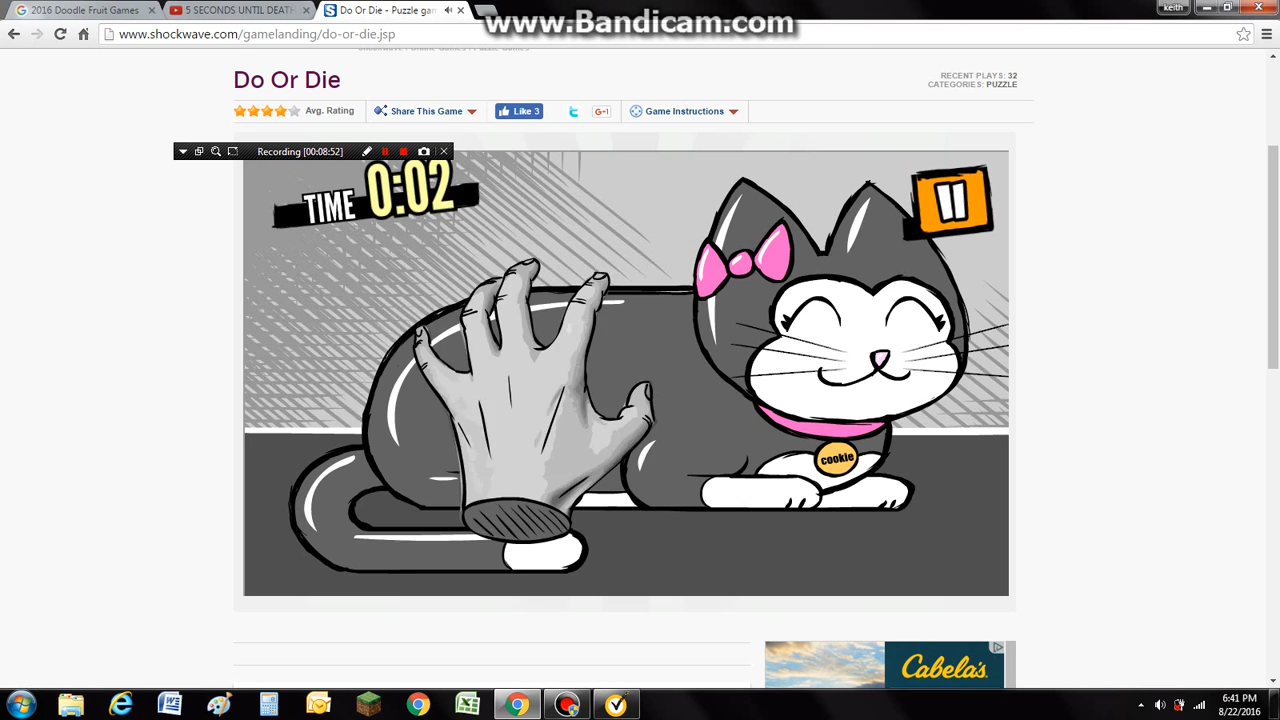 2016 Doodle Fruit Games
5 SECONDS UNTIL DEATH
Do Or Die - Puzzle gam
keith
www.Bandicam.com
www.shockwave.com/gamelanding/do-or-die.jsp
Do Or Die
RECENT PLAYS: 32
CATEGORIES: PUZZLE
Avg. Rating
Share This Game
Like 3
G+1
Game Instructions
Recording [00:08:52]
TIME 0:02
cookie
Cabela's
6:41 PM
8/22/2016